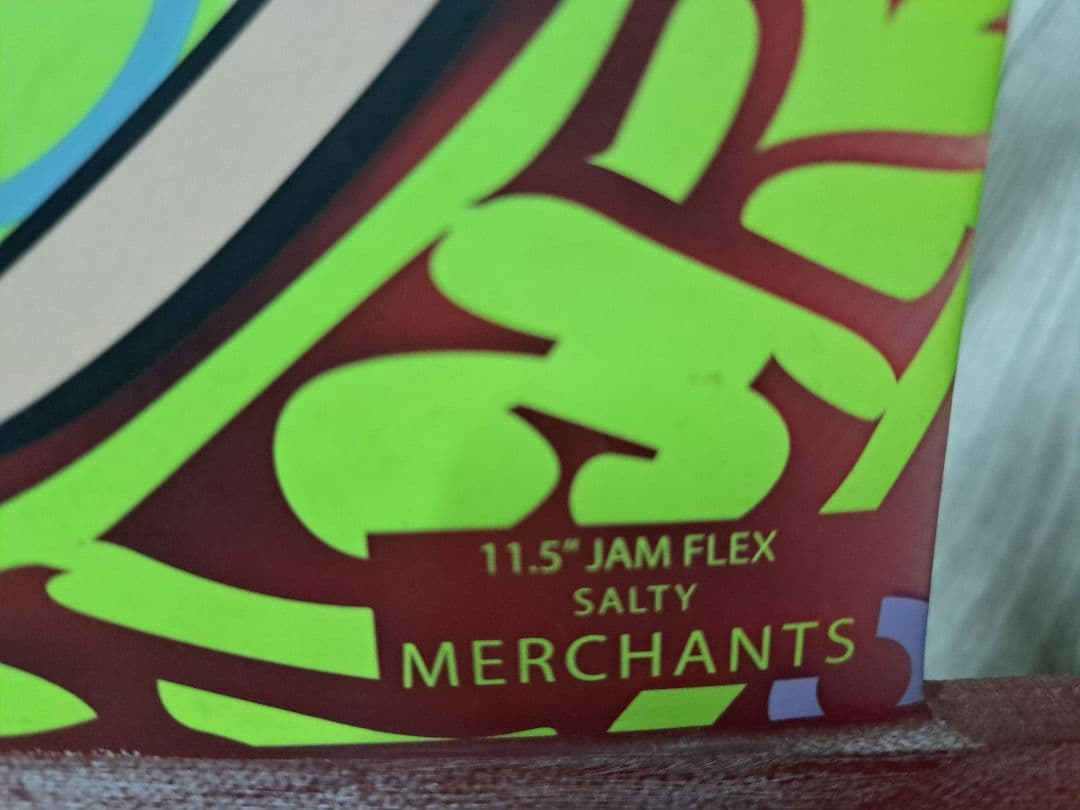 11.5" JAM FLEX
SALTY
MERCHANTS